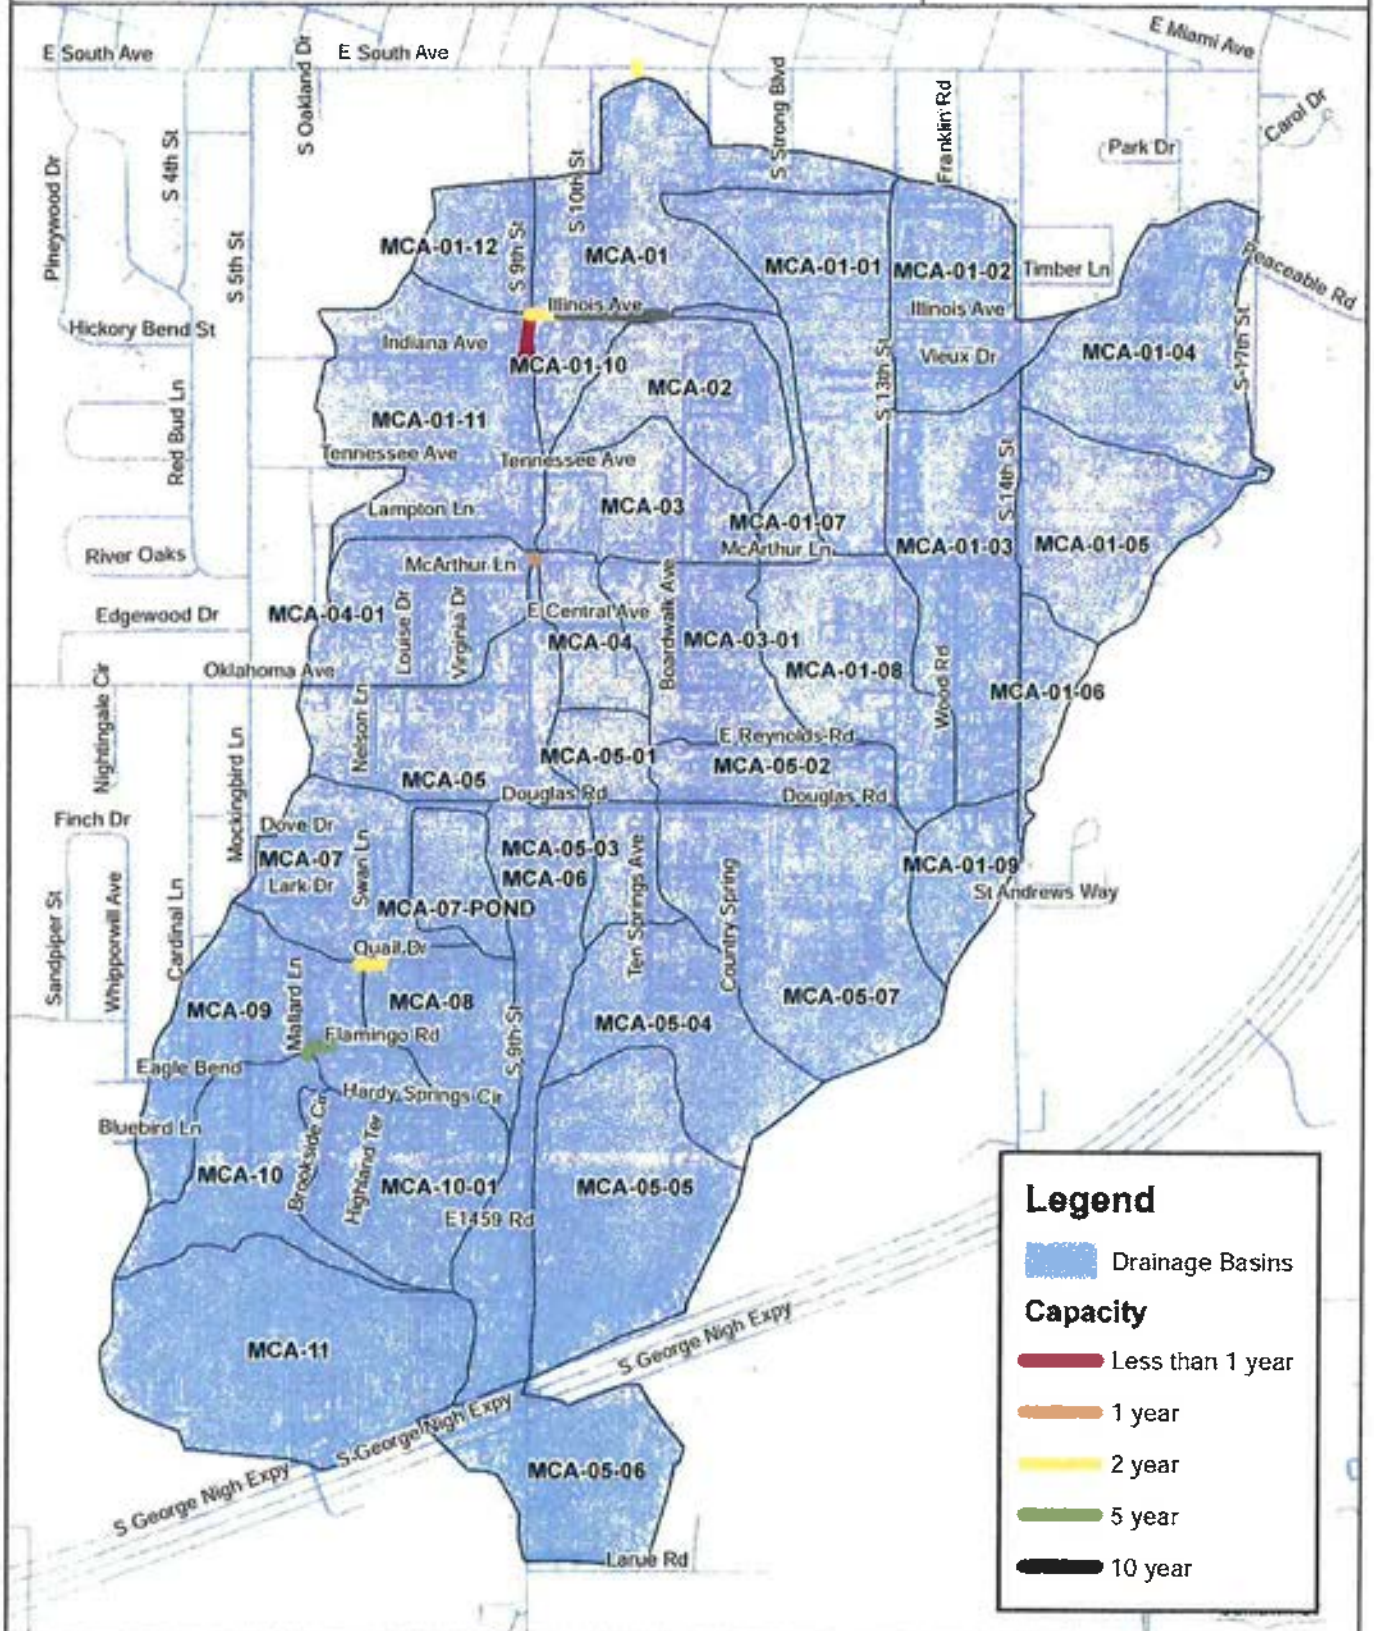 E Miami Ave
E South Ave
E South Ave
S Oakland Dr
S Strong Blvd
Franklin Rd
Carol Dr
Park Dr
Pineywood Dr
S 4th St
S 5th St
S 10th St
S 9th St
MCA-01-12
MCA-01
MCA-01-01
MCA-01-02
Timber Ln
Peaceable Rd
Illinois Ave
Illinois Ave
Hickory Bend St
Indiana Ave
MCA-01-10
MCA-02
S 13th St
Vieux Dr
MCA-01-04
S 17th St
Red Bud Ln
MCA-01-11
Tennessee Ave
Tennessee Ave
S 14th St
Lampton Ln
MCA-03
MCA-01-07
McArthur Ln
MCA-01-03
MCA-01-05
River Oaks
McArthur Ln
Edgewood Dr
MCA-04-01
Louise Dr
Virginia Dr
E Central Ave
MCA-04
Boardwalk Ave
MCA-03-01
MCA-01-08
Oklahoma Ave
Wood Rd
MCA-01-06
Nightingale Cir
Mockingbird Ln
Nelson Ln
E Reynolds Rd
MCA-05-01
MCA-05-02
MCA-05
Douglas Rd
Douglas Rd
Finch Dr
Dove Dr
MCA-07
Lark Dr
Swan Ln
MCA-05-03
MCA-06
Ten Springs Ave
Country Spring
MCA-01-09
St Andrews Way
Sandpiper St
Whipporwill Ave
Cardinal Ln
MCA-07-POND
Quail Dr
MCA-09
Mallard Ln
MCA-08
S 9th St
MCA-05-07
MCA-05-04
Flamingo Rd
Eagle Bend
Hardy Springs Cir
Bluebird Ln
Brookside Cir
Highland Ter
MCA-10
MCA-10-01
MCA-05-05
E1459 Rd
MCA-11
S George Nigh Expy
S George Nigh Expy
S George Nigh Expy
MCA-05-06
Larue Rd
Legend
Drainage Basins
Capacity
Less than 1 year
1 year
2 year
5 year
10 year